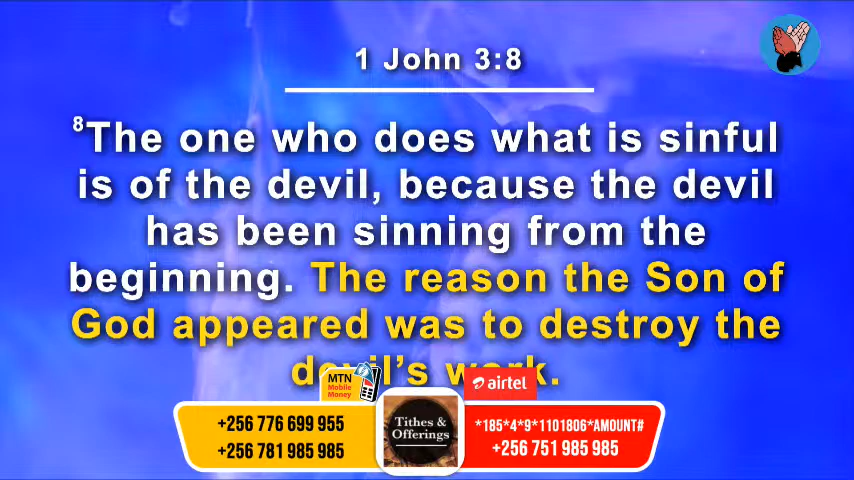 1 John 3:8
⁸The one who does what is sinful
is of the devil, because the devil
has been sinning from the
beginning. The reason the Son of
God appeared was to destroy the
devil's work.
MTN
Mobile
Money
airtel
+256 776 699 955
+256 781 985 985
Tithes &
Offerings
*185*4*9*1101806*AMOUNT#
+256 751 985 985